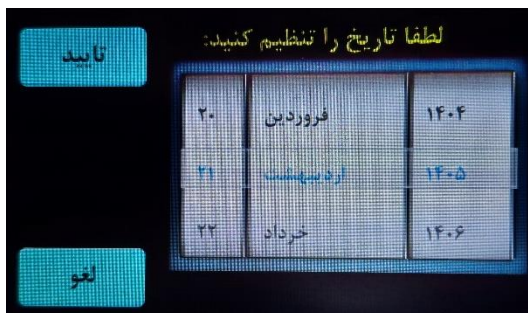 لطفا تاریخ را تنظیم کنید:
تایید
۱۴۰۴ فروردین ۲۰
۱۴۰۵ اردیبهشت ۲۱
۱۴۰۶ خرداد ۲۲
لغو